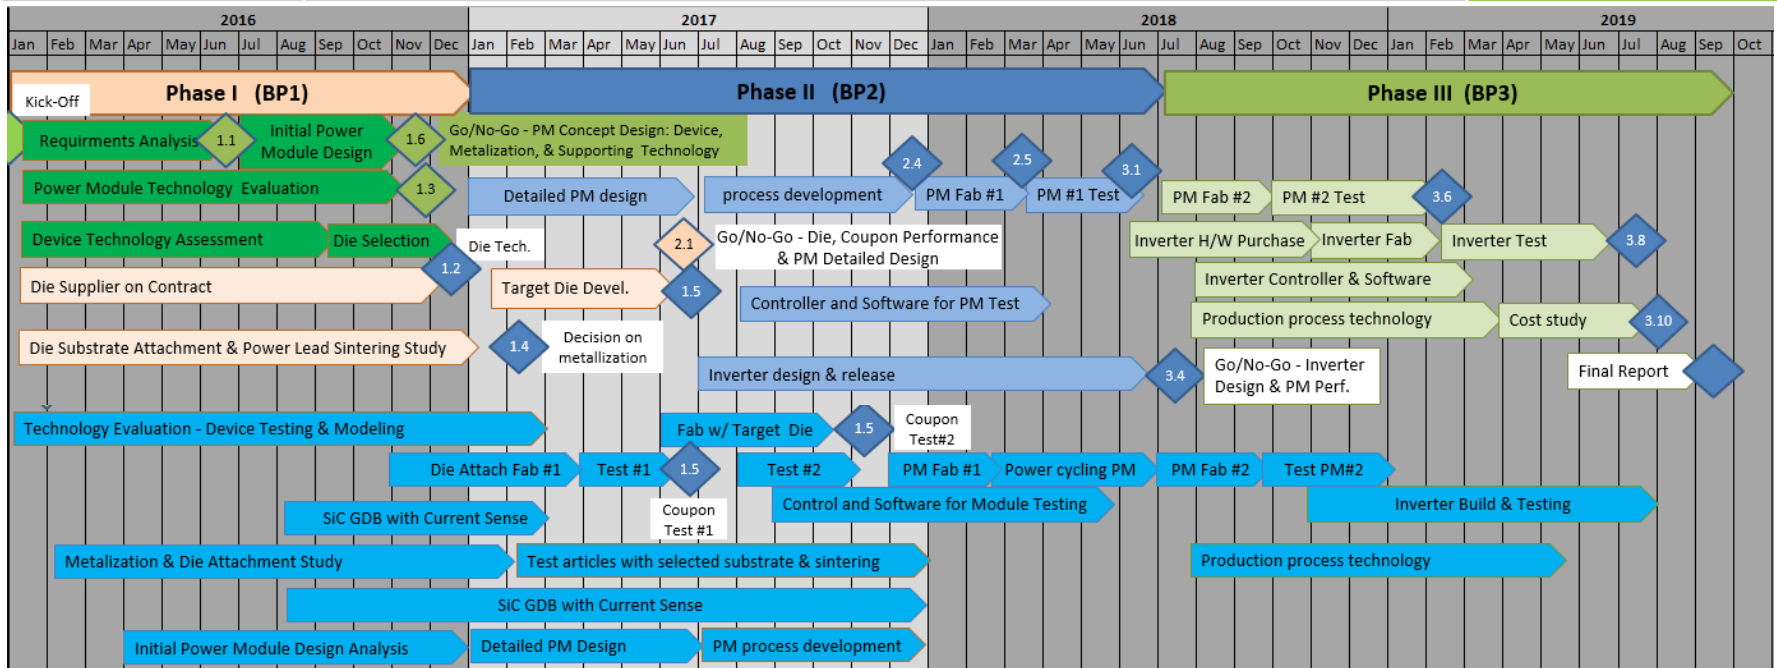 2016 2017 2018 2019
Jan Feb Mar Apr May Jun Jul Aug Sep Oct Nov Dec Jan Feb Mar Apr May Jun Jul Aug Sep Oct Nov Dec Jan Feb Mar Apr May Jun Jul Aug Sep Oct Nov Dec Jan Feb Mar Apr May Jun Jul Aug Sep Oct
Phase I (BP1)
Phase II (BP2)
Phase III (BP3)
Kick-Off
Requirments Analysis
1.1
Initial Power
Module Design
1.6
Go/No-Go - PM Concept Design: Device,
Metalization, & Supporting Technology
2.4
2.5
3.1
Power Module Technology Evaluation
1.3
Detailed PM design
process development
PM Fab #1
PM #1 Test
PM Fab #2
PM #2 Test
3.6
Device Technology Assessment
Die Selection
Die Tech.
2.1
Go/No-Go - Die, Coupon Performance
& PM Detailed Design
Inverter H/W Purchase
Inverter Fab
Inverter Test
3.8
1.2
Die Supplier on Contract
Target Die Devel.
1.5
Controller and Software for PM Test
Inverter Controller & Software
Production process technology
Cost study
3.10
Die Substrate Attachment & Power Lead Sintering Study
1.4
Decision on
metallization
Inverter design & release
3.4
Go/No-Go - Inverter
Design & PM Perf.
Final Report
Technology Evaluation - Device Testing & Modeling
Fab w/ Target Die
1.5
Coupon
Test#2
Die Attach Fab #1
Test #1
1.5
Test #2
PM Fab #1
Power cycling PM
PM Fab #2
Test PM#2
SiC GDB with Current Sense
Coupon
Test #1
Control and Software for Module Testing
Inverter Build & Testing
Metalization & Die Attachment Study
Test articles with selected substrate & sintering
Production process technology
SiC GDB with Current Sense
Initial Power Module Design Analysis
Detailed PM Design
PM process development